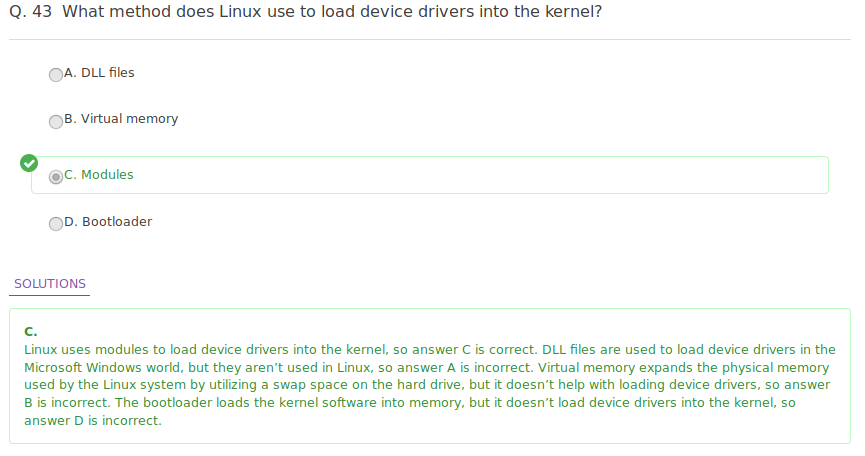 Q. 43  What method does Linux use to load device drivers into the kernel?
A. DLL files
B. Virtual memory
C. Modules
D. Bootloader
SOLUTIONS
C.
Linux uses modules to load device drivers into the kernel, so answer C is correct. DLL files are used to load device drivers in the
Microsoft Windows world, but they aren’t used in Linux, so answer A is incorrect. Virtual memory expands the physical memory
used by the Linux system by utilizing a swap space on the hard drive, but it doesn’t help with loading device drivers, so answer
B is incorrect. The bootloader loads the kernel software into memory, but it doesn’t load device drivers into the kernel, so
answer D is incorrect.